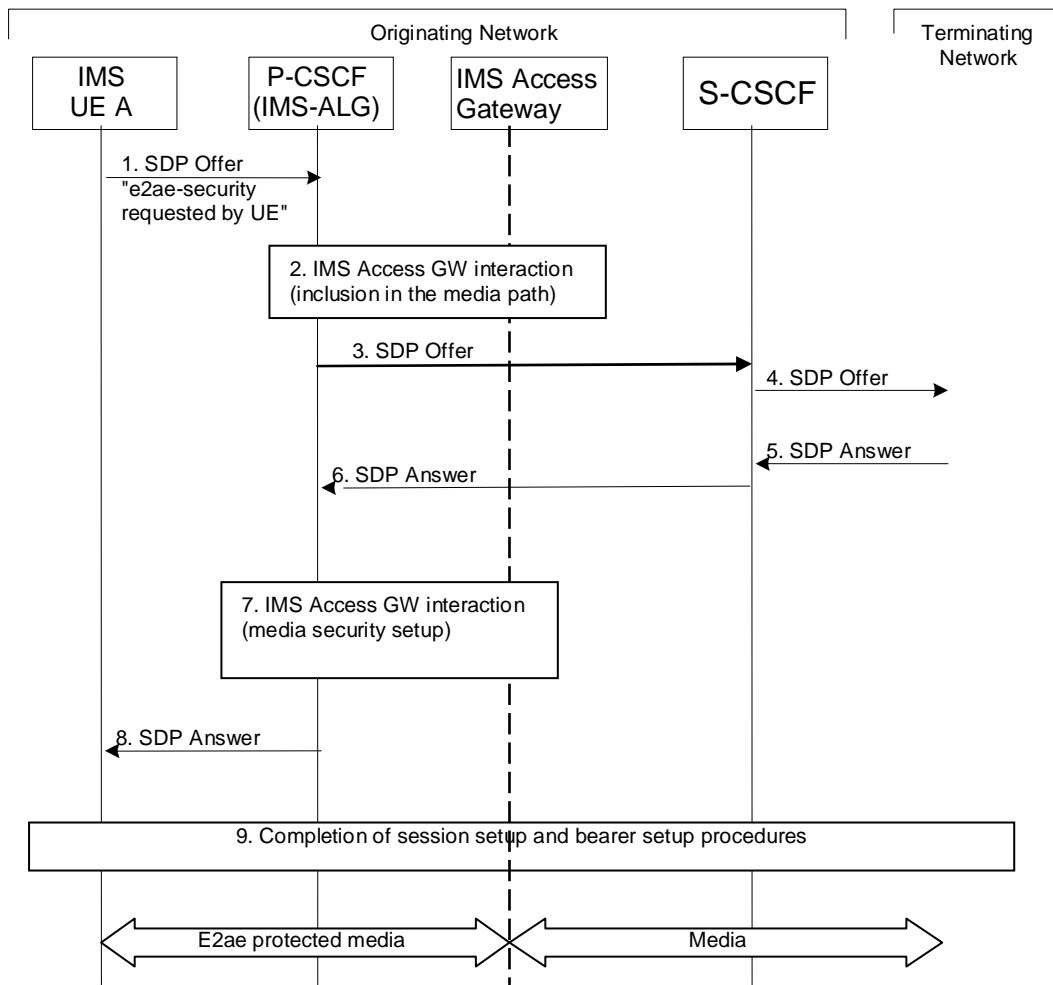 Originating Network
Terminating
Network
IMS
UE A
P-CSCF
(IMS-ALG)
IMS Access
Gateway
S-CSCF
1. SDP Offer
"e2ae-security
requested by UE"
2. IMS Access GW interaction
(inclusion in the media path)
3. SDP Offer
4. SDP Offer
5. SDP Answer
6. SDP Answer
7. IMS Access GW interaction
(media security setup)
8. SDP Answer
9. Completion of session setup and bearer setup procedures
E2ae protected media
Media